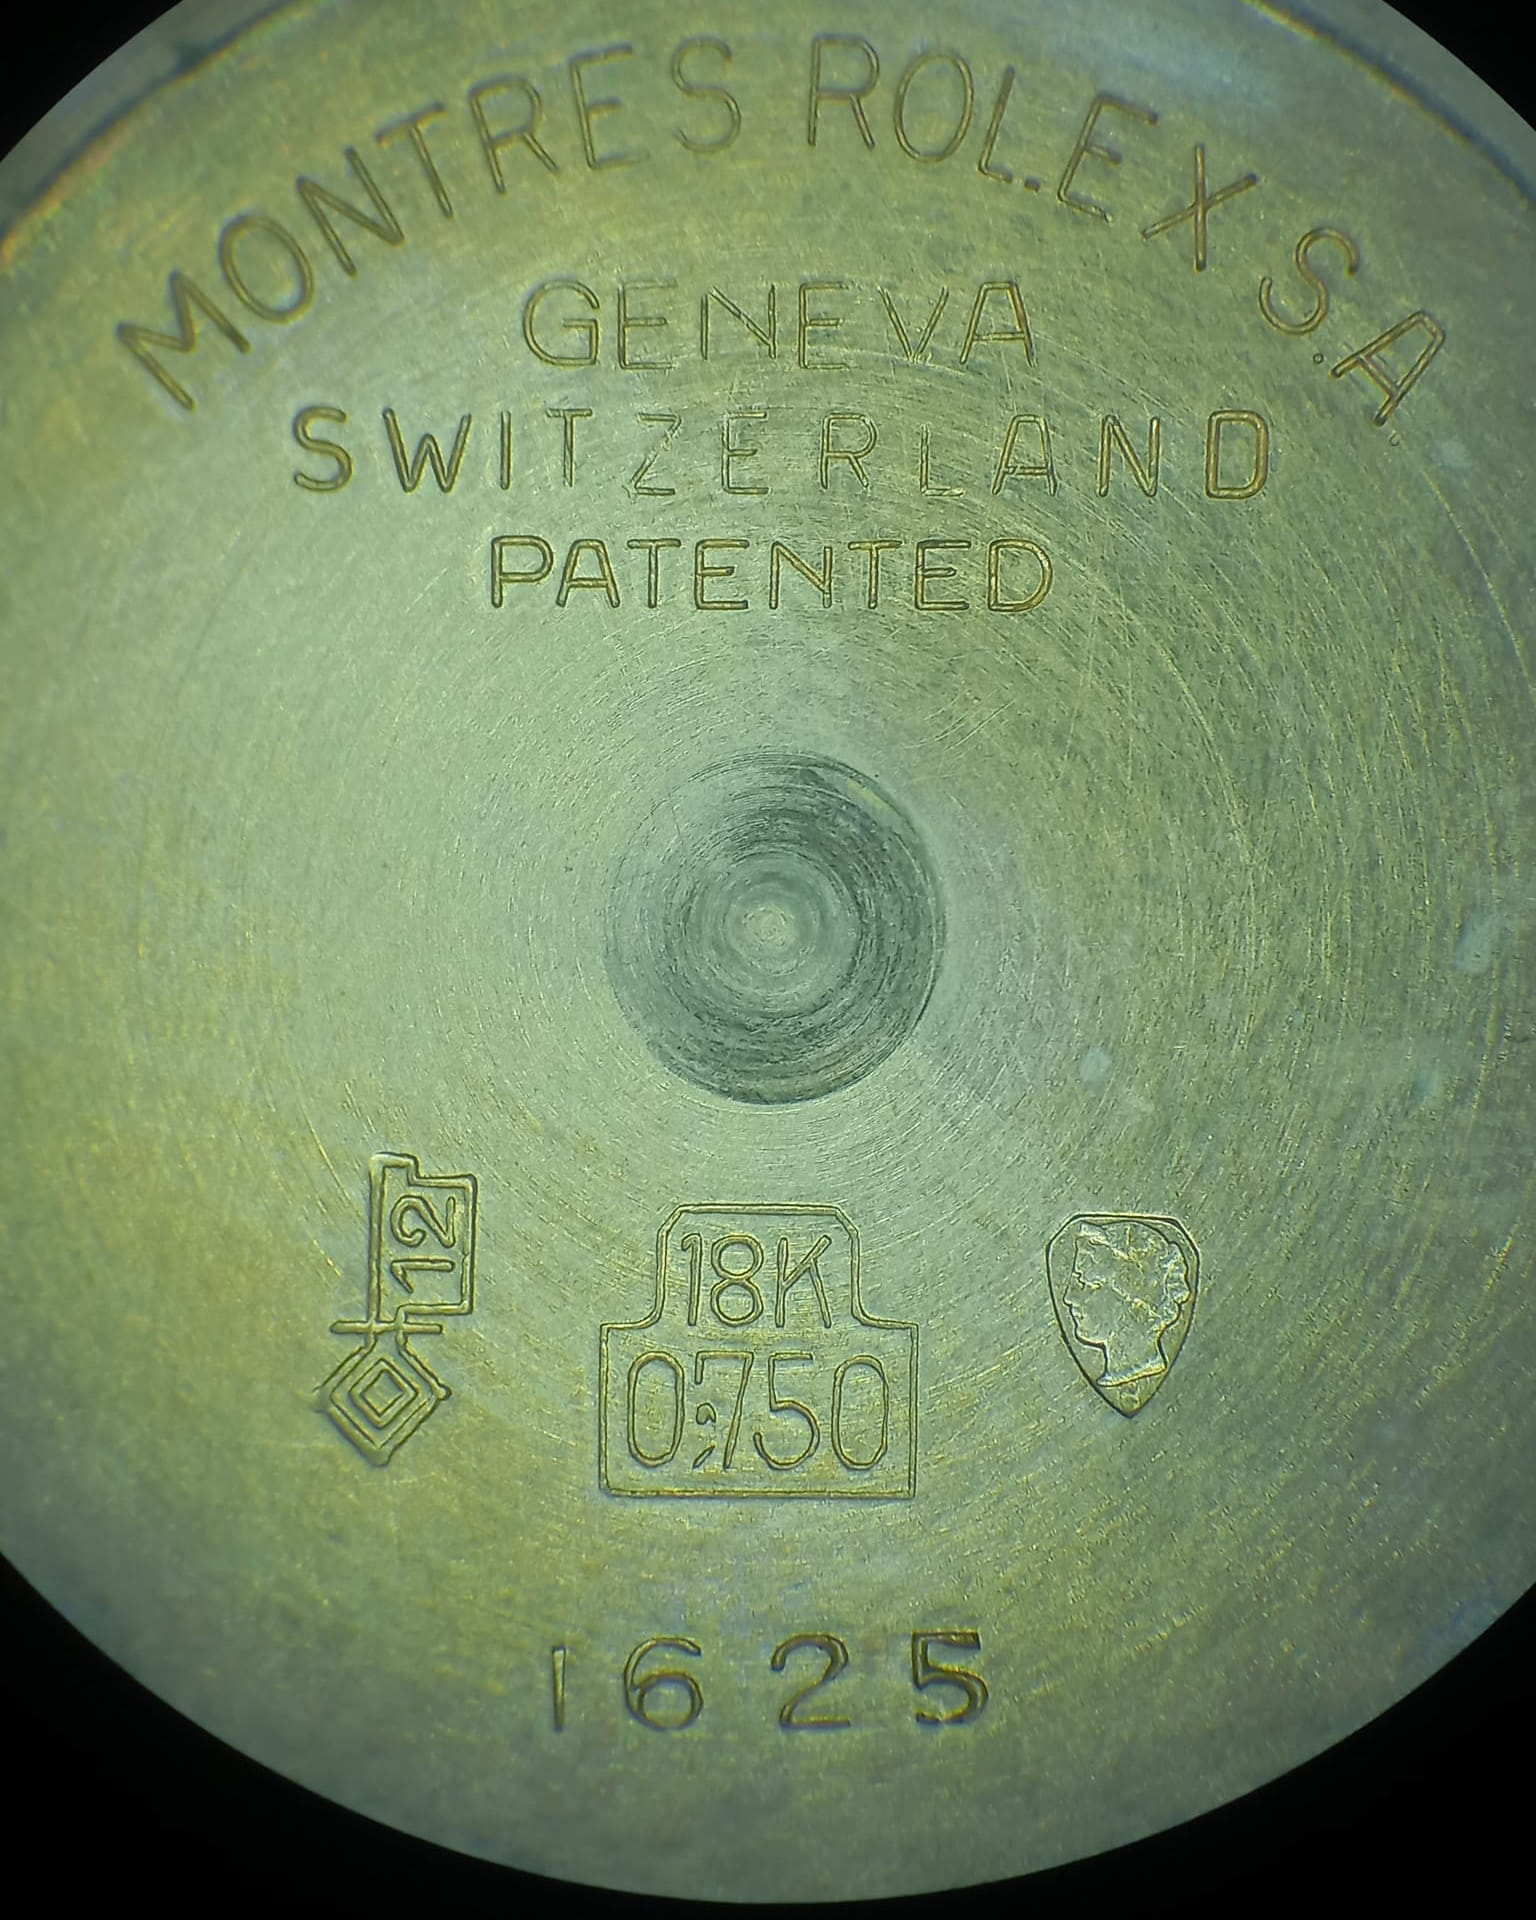 MONTRES ROLEX S.A
GENEVA
SWITZERLAND
PATENTED
12
18K
0,750
1625